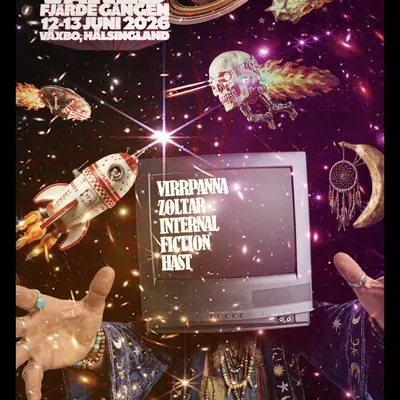 FJÄRDE GÅNGEN
12-13 JUNI 2026
VÄXBO, HÄLSINGLAND
VIRRPANNA
ZOLTAR
INTERNAL
FICTION
HAST